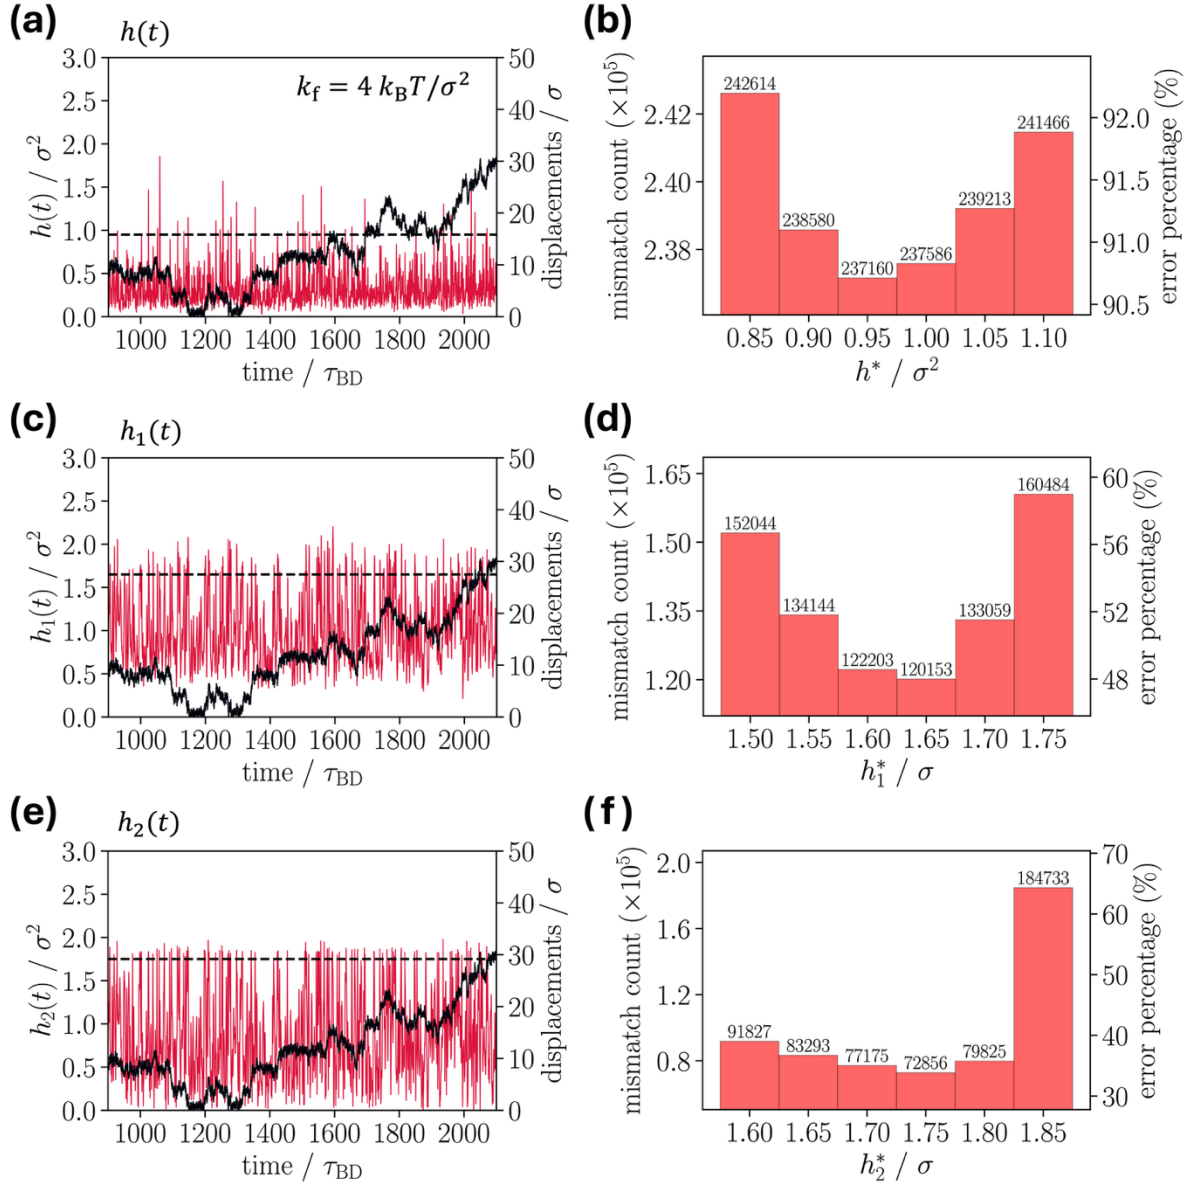 (a) h(t)
k_f = 4 k_BT/σ²
h(t) / σ²
3.0
2.5
2.0
1.5
1.0
0.5
0.0
50
40
30
20
10
0
displacements / σ
1000 1200 1400 1600 1800 2000
time / τ_BD
(b)
mismatch count (×10⁵)
2.42
2.40
2.38
242614
238580
237160
237586
239213
241466
92.0
91.5
91.0
90.5
error percentage (%)
0.85 0.90 0.95 1.00 1.05 1.10
h* / σ²
(c) h₁(t)
h₁(t) / σ²
3.0
2.5
2.0
1.5
1.0
0.5
0.0
50
40
30
20
10
0
displacements / σ
1000 1200 1400 1600 1800 2000
time / τ_BD
(d)
mismatch count (×10⁵)
1.65
1.50
1.35
1.20
152044
134144
122203
120153
133059
160484
60
56
52
48
error percentage (%)
1.50 1.55 1.60 1.65 1.70 1.75
h₁* / σ
(e) h₂(t)
h₂(t) / σ²
3.0
2.5
2.0
1.5
1.0
0.5
0.0
50
40
30
20
10
0
displacements / σ
1000 1200 1400 1600 1800 2000
time / τ_BD
(f)
mismatch count (×10⁵)
2.0
1.6
1.2
0.8
91827
83293
77175
72856
79825
184733
70
60
50
40
30
error percentage (%)
1.60 1.65 1.70 1.75 1.80 1.85
h₂* / σ